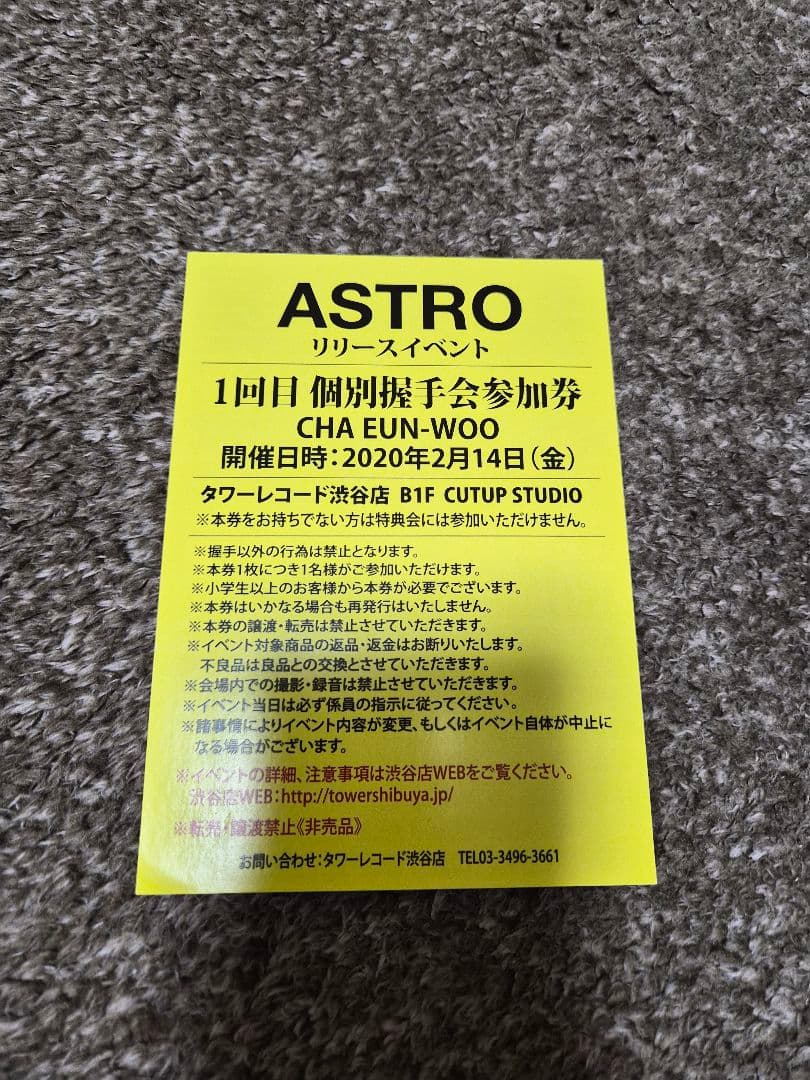 ASTRO
リリースイベント
1回目 個別握手会参加券
CHA EUN-WOO
開催日時:2020年2月14日(金)
タワーレコード渋谷店 B1F CUTUP STUDIO
※本券をお持ちでない方は特典会には参加いただけません。
※握手以外の行為は禁止となります。
※本券1枚につき1名様がご参加いただけます。
※小学生以上のお客様から本券が必要でございます。
※本券はいかなる場合も再発行はいたしません。
※本券の譲渡・転売は禁止させていただきます。
※イベント対象商品の返品・返金はお断りいたします。
不良品は良品との交換とさせていただきます。
※会場内での撮影・録音は禁止させていただきます。
※イベント当日は必ず係員の指示に従ってください。
※諸事情によりイベント内容が変更、もしくはイベント自体が中止に
なる場合がございます。
※イベントの詳細、注意事項は渋谷店WEBをご覧ください。
渋谷店WEB:http://towershibuya.jp/
※転売・譲渡禁止《非売品》
お問い合わせ:タワーレコード渋谷店 TEL03-3496-3661